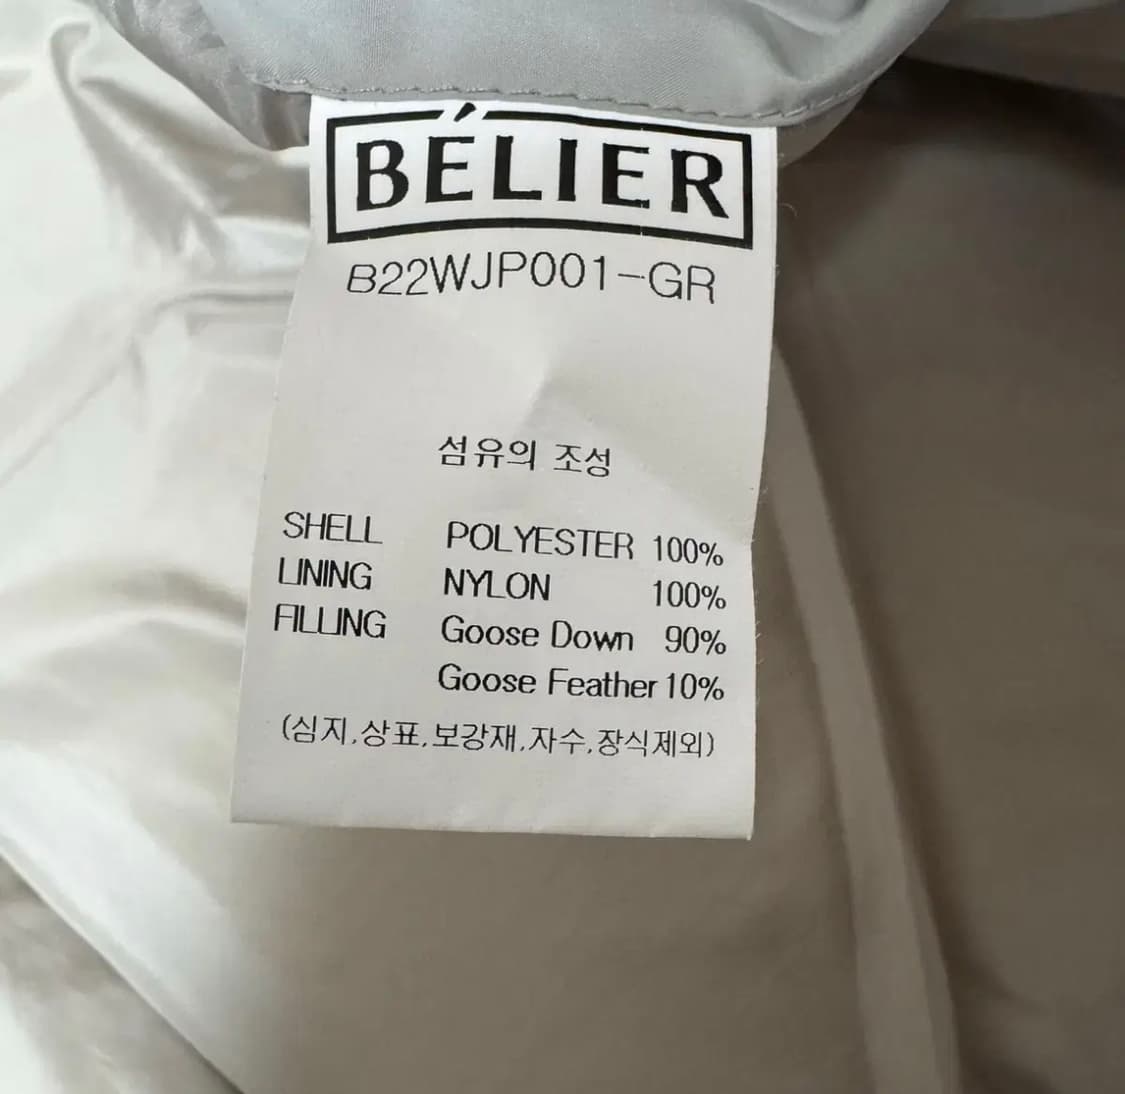 BÉLIER
B22WJP001-GR
섬유의 조성
SHELL POLYESTER 100%
LINING NYLON 100%
FILLING Goose Down 90%
Goose Feather 10%
(심지,상표,보강재,자수,장식제외)